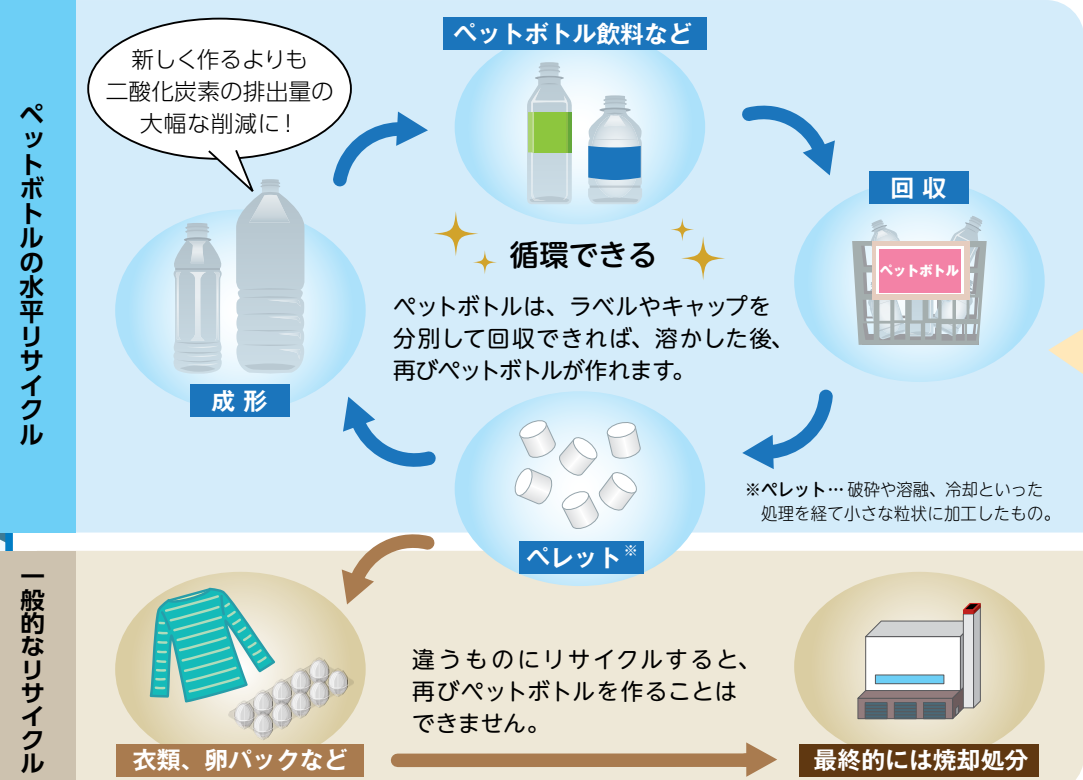 ペットボトルの水平リサイクル
新しく作るよりも
二酸化炭素の排出量の
大幅な削減に!
ペットボトル飲料など
回収
ペットボトル
循環できる
ペットボトルは、ラベルやキャップを
分別して回収できれば、溶かした後、
再びペットボトルが作れます。
成形
ペレット※
※ペレット…破砕や溶融、冷却といった
処理を経て小さな粒状に加工したもの。
一般的なリサイクル
違うものにリサイクルすると、
再びペットボトルを作ることは
できません。
衣類、卵パックなど
最終的には焼却処分